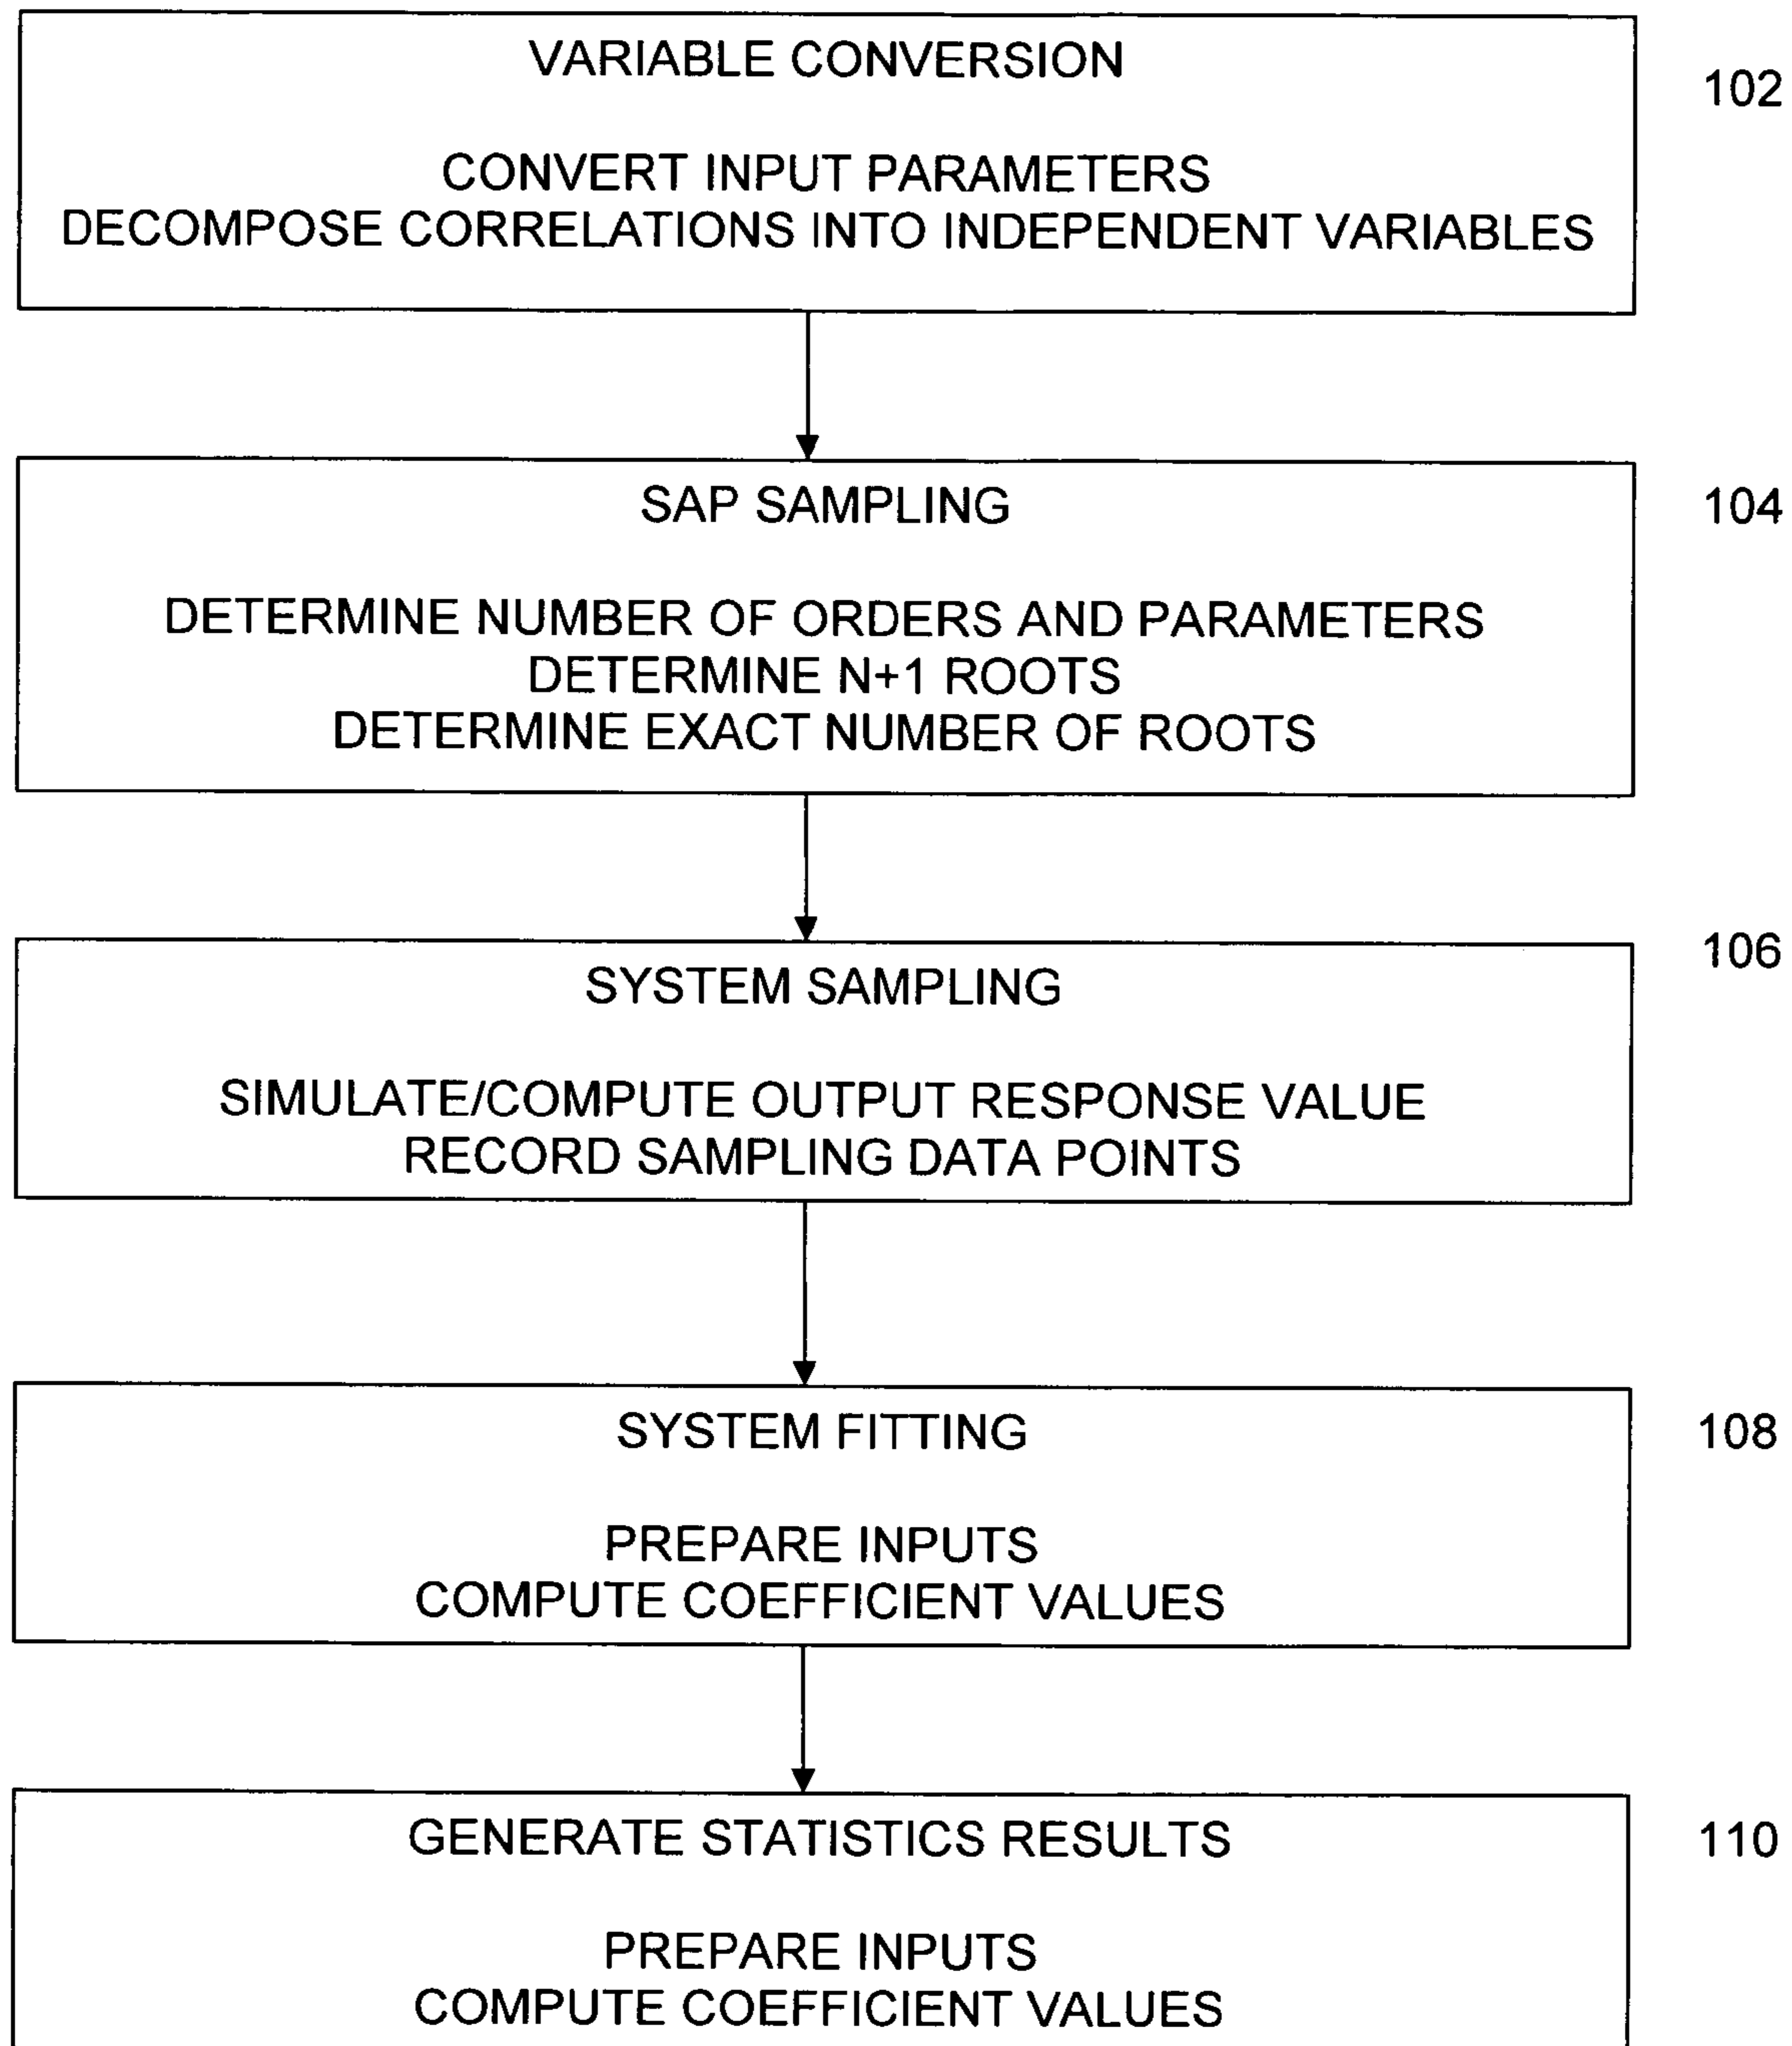 VARIABLE CONVERSION
102
CONVERT INPUT PARAMETERS
DECOMPOSE CORRELATIONS INTO INDEPENDENT VARIABLES
SAP SAMPLING
104
DETERMINE NUMBER OF ORDERS AND PARAMETERS
DETERMINE N+1 ROOTS
DETERMINE EXACT NUMBER OF ROOTS
SYSTEM SAMPLING
106
SIMULATE/COMPUTE OUTPUT RESPONSE VALUE
RECORD SAMPLING DATA POINTS
SYSTEM FITTING
108
PREPARE INPUTS
COMPUTE COEFFICIENT VALUES
GENERATE STATISTICS RESULTS
110
PREPARE INPUTS
COMPUTE COEFFICIENT VALUES